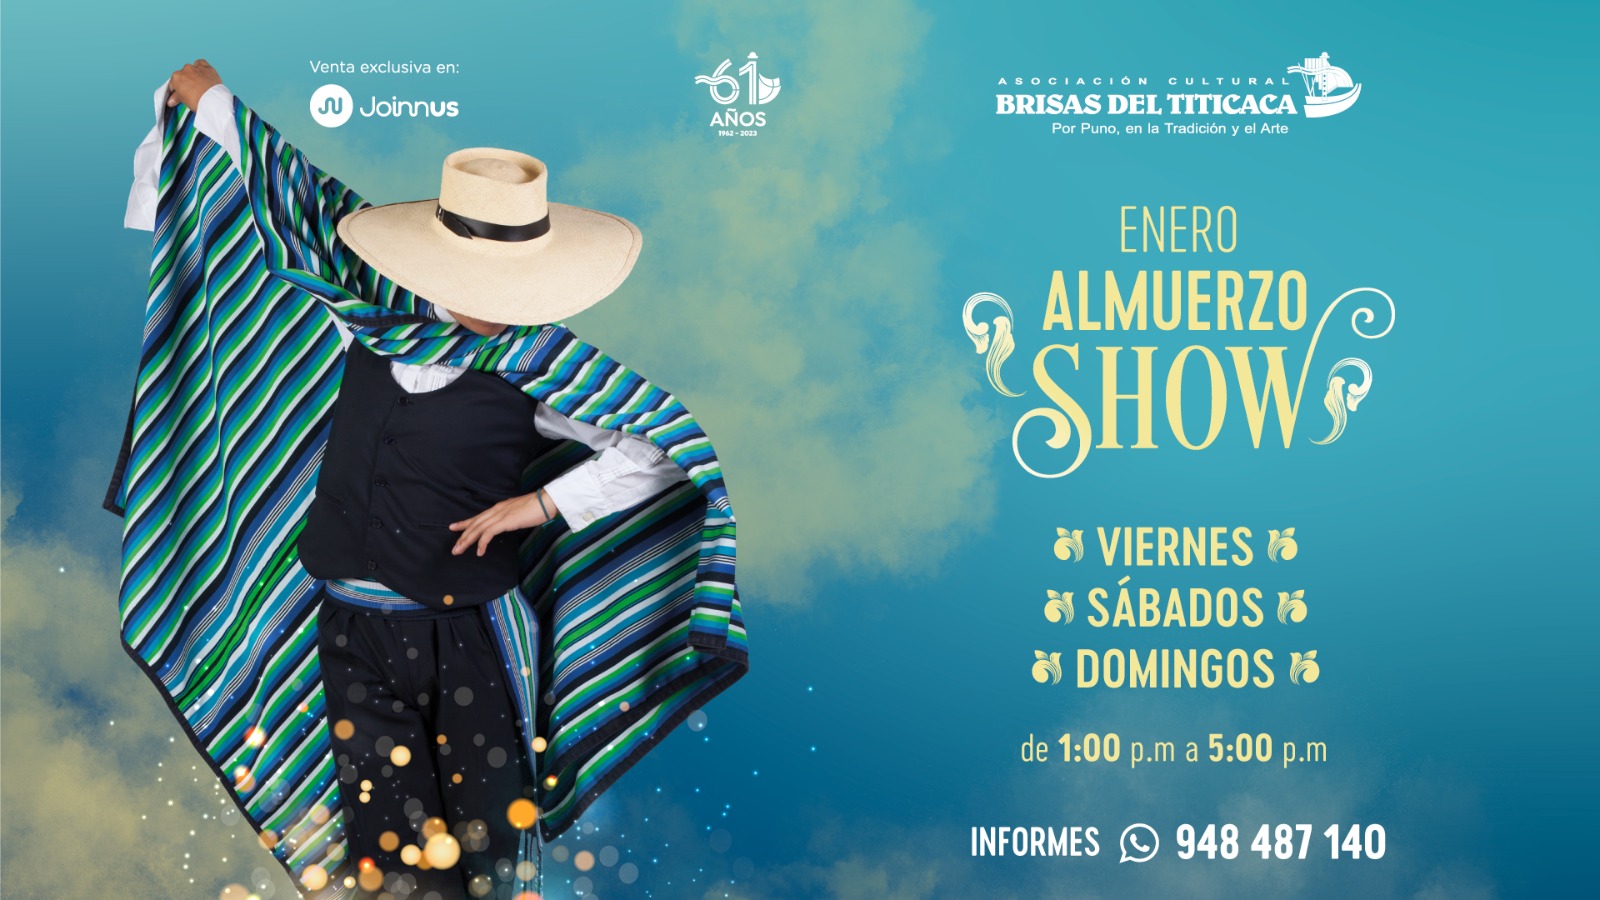 Venta exclusiva en:
Joinnus
61
AÑOS
1962 - 2023
ASOCIACIÓN CULTURAL
BRISAS DEL TITICACA
Por Puno, en la Tradición y el Arte
ENERO
ALMUERZO
SHOW
VIERNES
SÁBADOS
DOMINGOS
de 1:00 p.m a 5:00 p.m
INFORMES 948 487 140